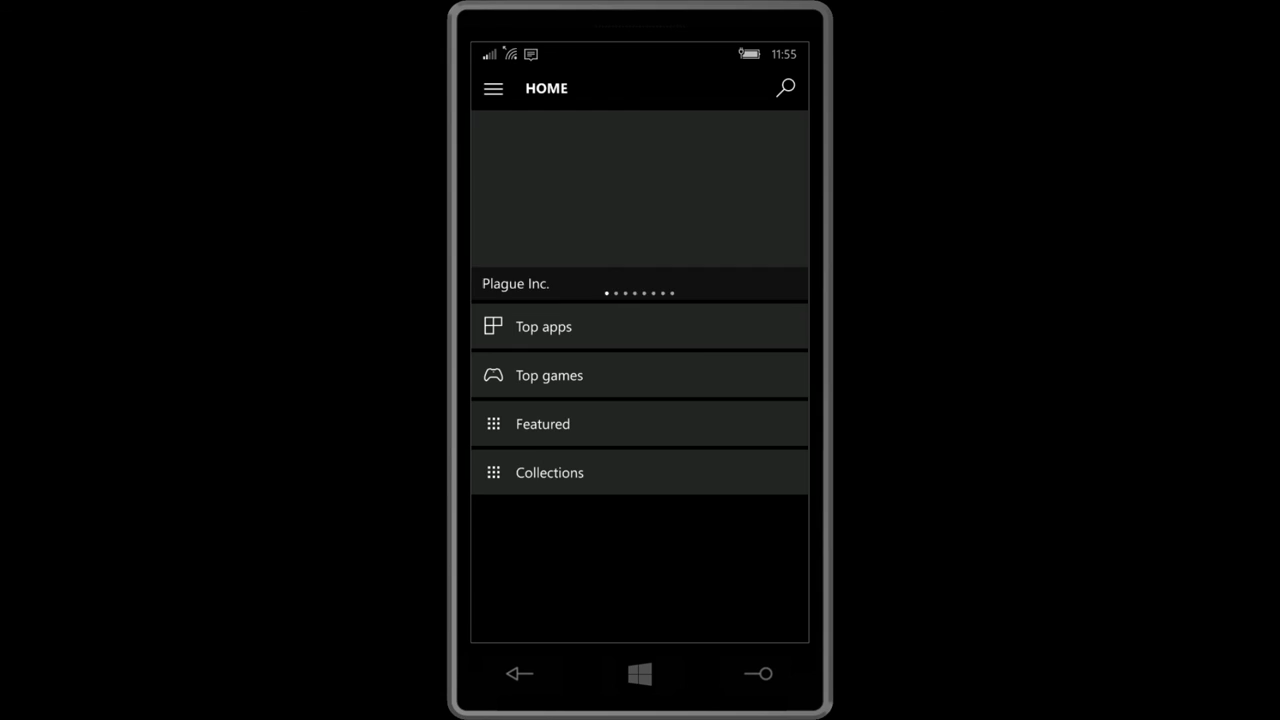 11:55
HOME
Plague Inc.
Top apps
Top games
Featured
Collections